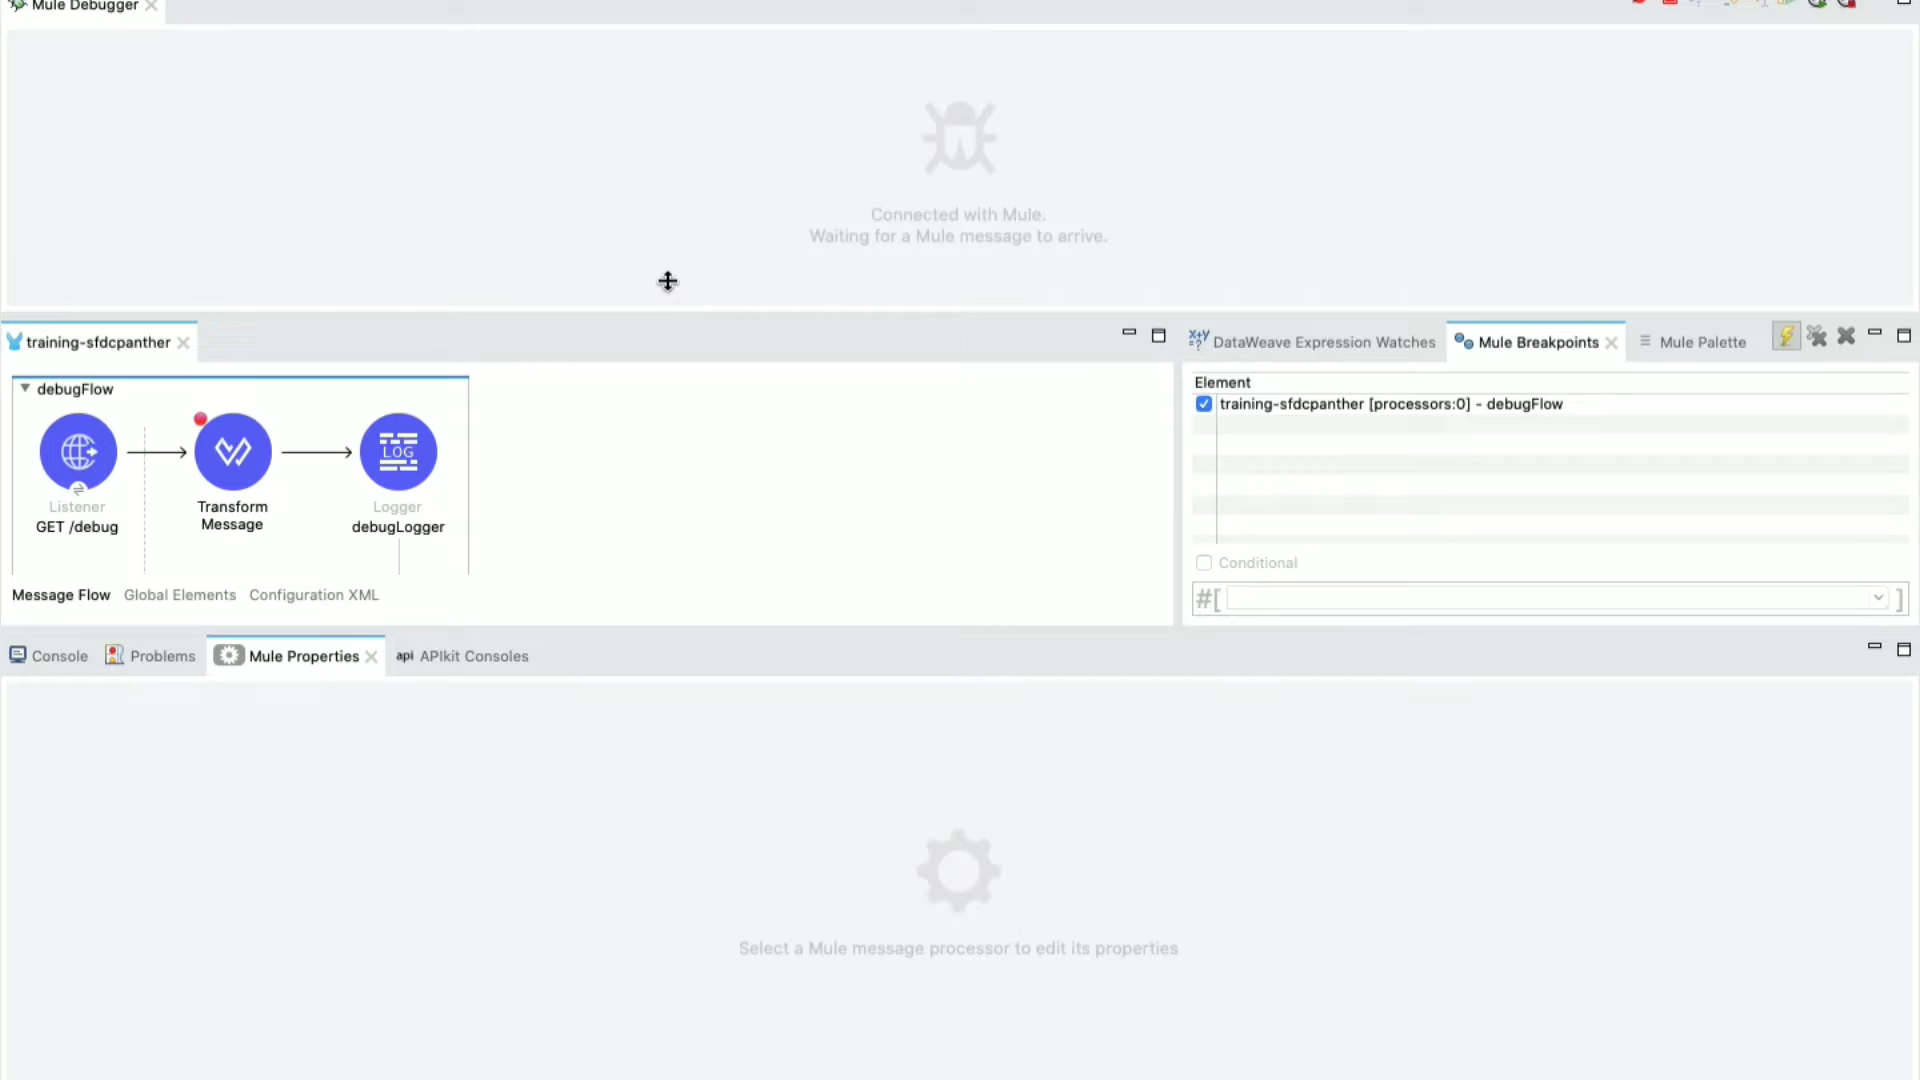 Mule Debugger
Connected with Mule.
Waiting for a Mule message to arrive.
training-sfdcpanther
debugFlow
LOG
Listener
GET /debug
Transform
Message
Logger
debugLogger
Message Flow Global Elements Configuration XML
x+y
=?
DataWeave Expression Watches Mule Breakpoints Mule Palette
Element
training-sfdcpanther [processors:0] - debugFlow
Conditional
#[ ]
Console Problems Mule Properties api APIkit Consoles
Select a Mule message processor to edit its properties